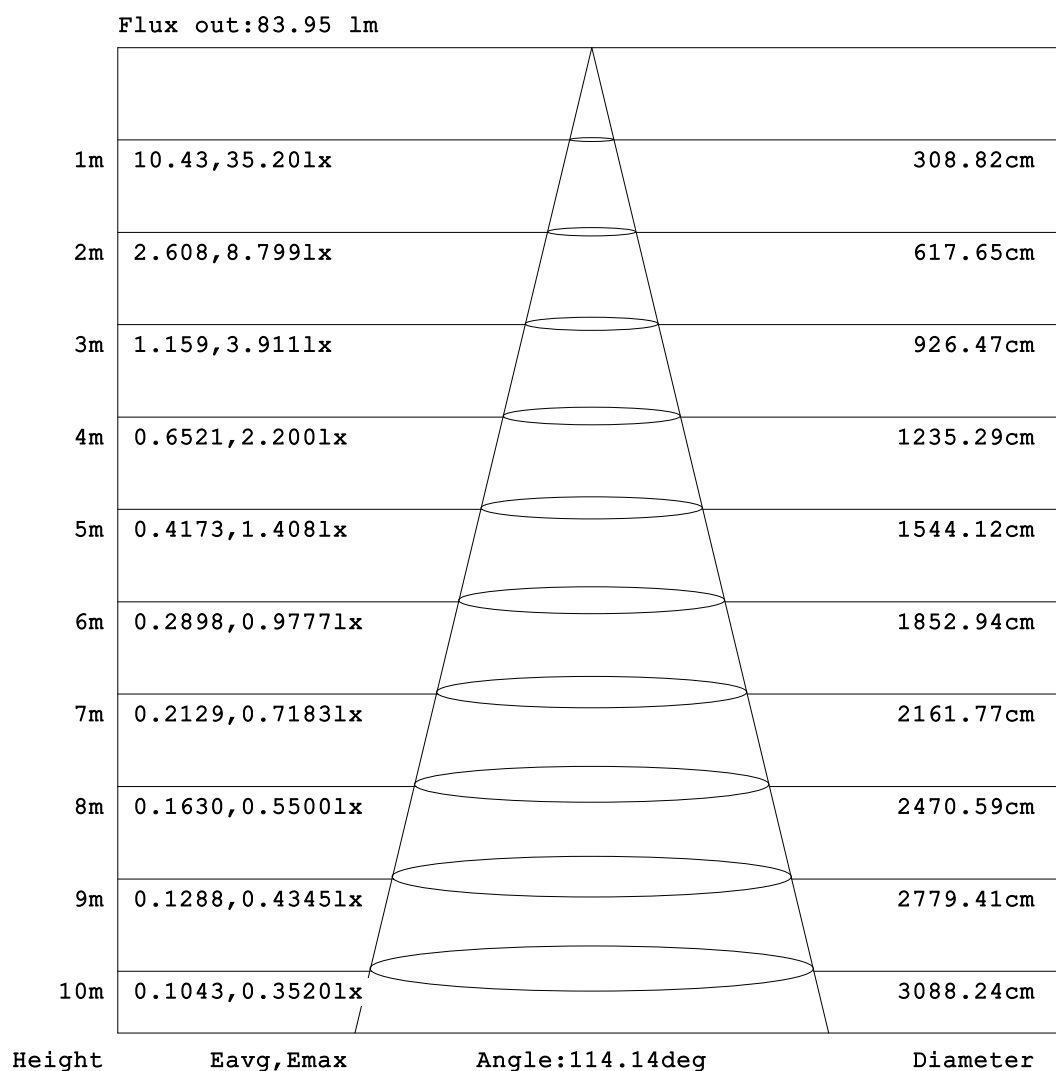 Flux out:83.95 lm
1m 10.43,35.20lx 308.82cm
2m 2.608,8.799lx 617.65cm
3m 1.159,3.911lx 926.47cm
4m 0.6521,2.200lx 1235.29cm
5m 0.4173,1.408lx 1544.12cm
6m 0.2898,0.9777lx 1852.94cm
7m 0.2129,0.7183lx 2161.77cm
8m 0.1630,0.5500lx 2470.59cm
9m 0.1288,0.4345lx 2779.41cm
10m 0.1043,0.3520lx 3088.24cm
Height Eavg,Emax Angle:114.14deg Diameter